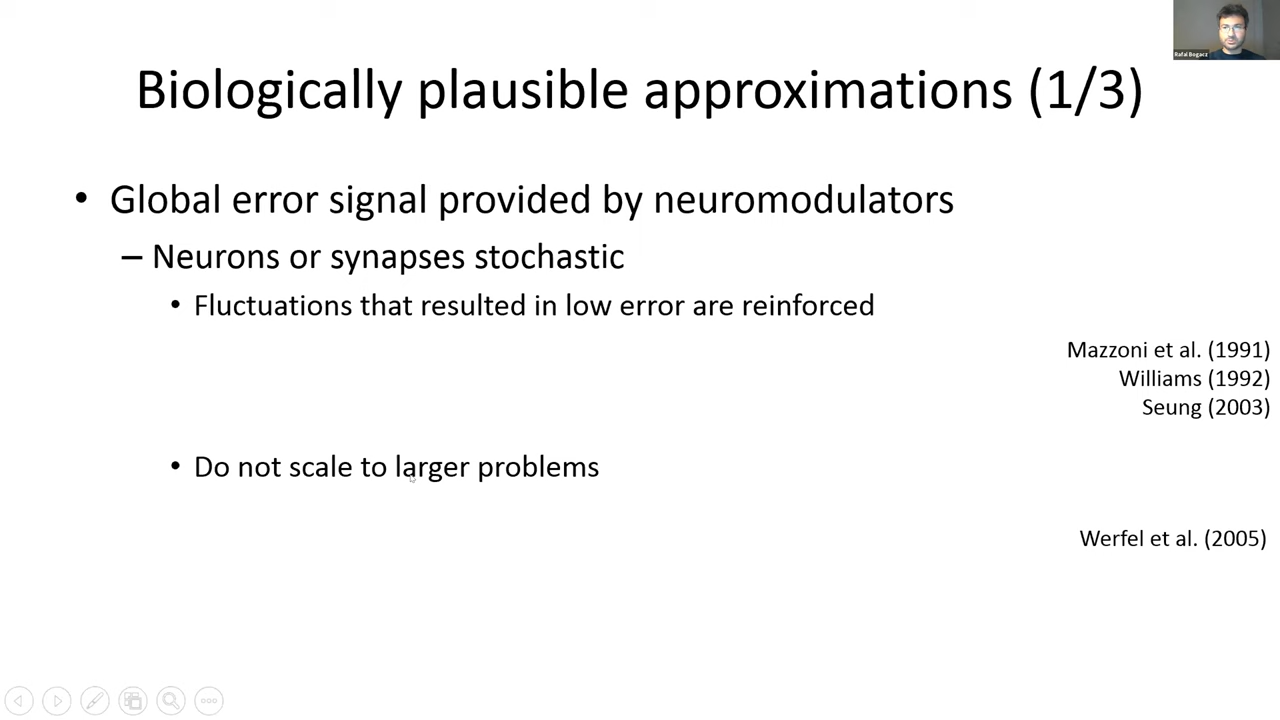 Rafal Bogacz
Biologically plausible approximations (1/3)
• Global error signal provided by neuromodulators
– Neurons or synapses stochastic
• Fluctuations that resulted in low error are reinforced
Mazzoni et al. (1991)
Williams (1992)
Seung (2003)
• Do not scale to larger problems
Werfel et al. (2005)